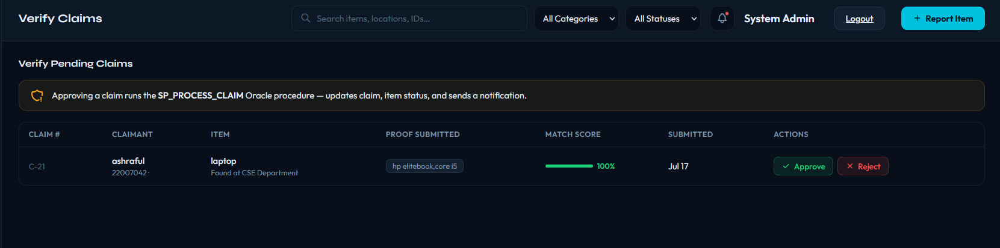 Verify Claims
Search items, locations, IDs...
All Categories
All Statuses
System Admin
Logout
+ Report Item
Verify Pending Claims
Approving a claim runs the SP_PROCESS_CLAIM Oracle procedure — updates claim, item status, and sends a notification.
CLAIM # CLAIMANT ITEM PROOF SUBMITTED MATCH SCORE SUBMITTED ACTIONS
C-21 ashraful laptop hp elitebook,core i5 100% Jul 17 ✓ Approve ✕ Reject
22007042 · Found at CSE Department